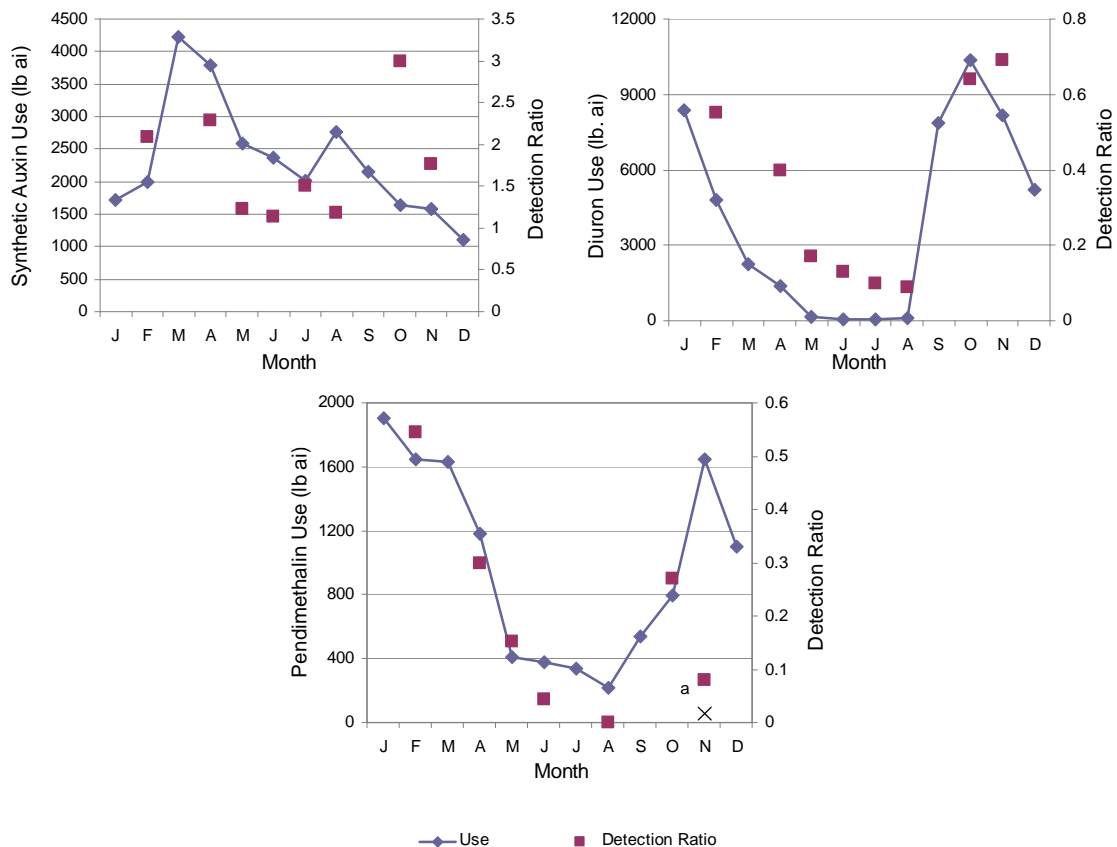 Synthetic Auxin Use (lb ai)
4500
4000
3500
3000
2500
2000
1500
1000
500
0
3.5
3
2.5
2
1.5
1
0.5
0
Detection Ratio
J F M A M J J A S O N D
Month
Diuron Use (lb. ai)
12000
9000
6000
3000
0
0.8
0.6
0.4
0.2
0
Detection Ratio
J F M A M J J A S O N D
Month
Pendimethalin Use (lb ai)
2000
1600
1200
800
400
0
0.6
0.5
0.4
0.3
0.2
0.1
0
Detection Ratio
a
J F M A M J J A S O N D
Month
Use Detection Ratio